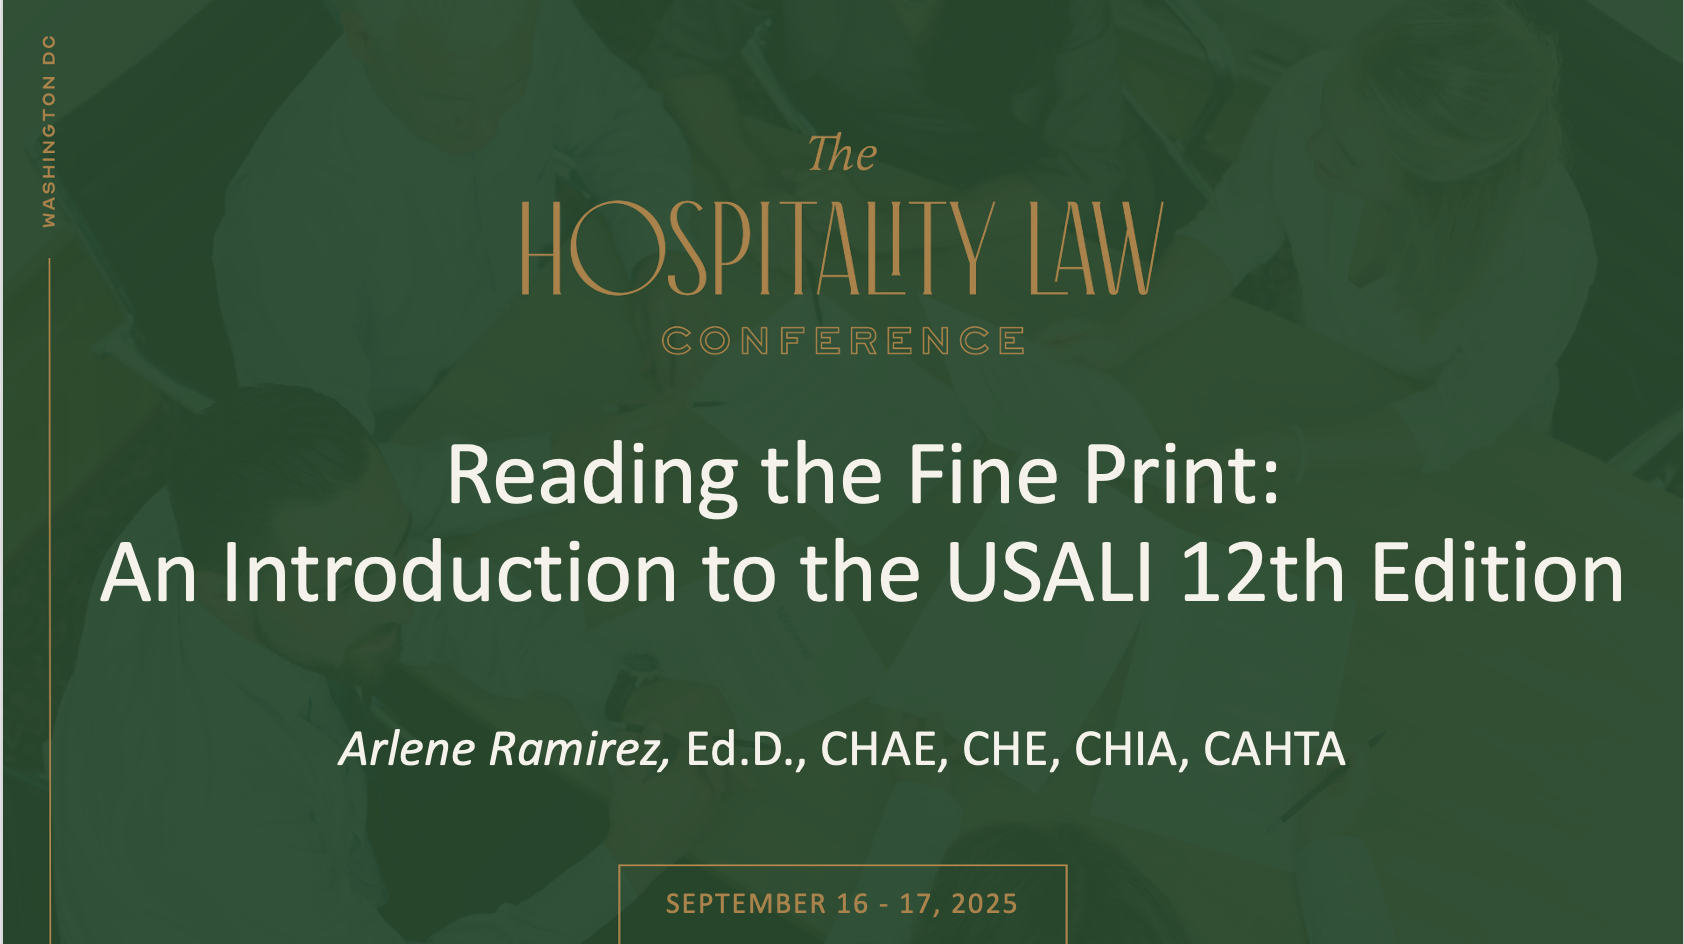 WASHINGTON DC
The
HOSPITALITY LAW
CONFERENCE
Reading the Fine Print:
An Introduction to the USALI 12th Edition
Arlene Ramirez, Ed.D., CHAE, CHE, CHIA, CAHTA
SEPTEMBER 16 - 17, 2025